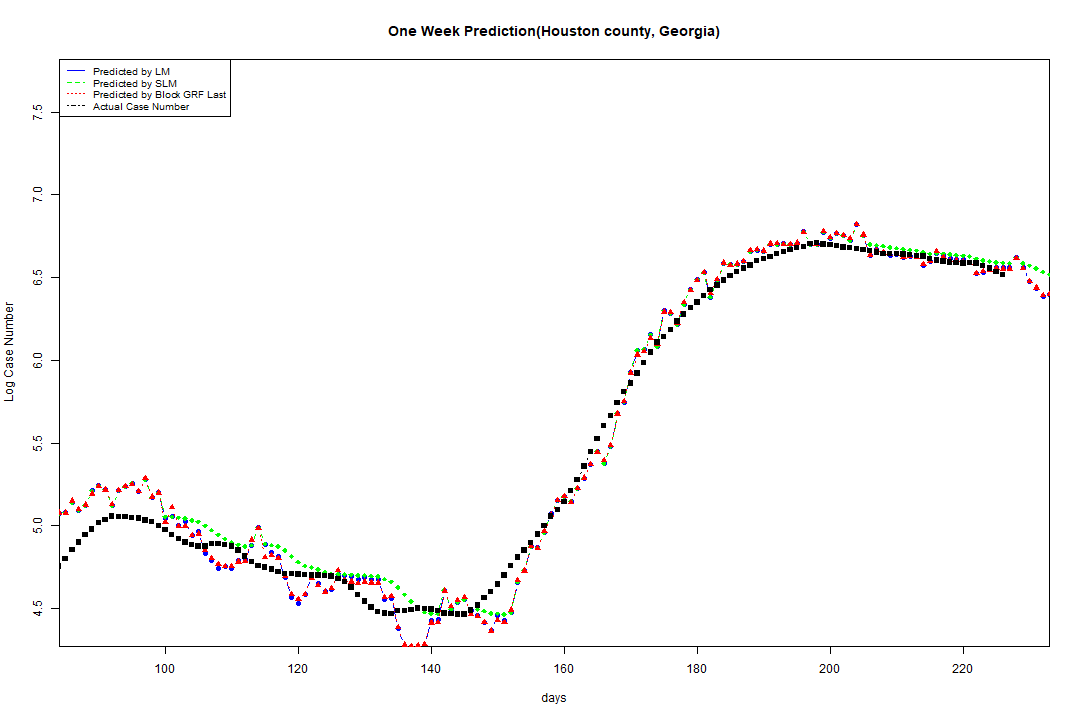 One Week Prediction(Houston county, Georgia)
Predicted by LM
Predicted by SLM
Predicted by Block GRF Last
Actual Case Number
7.5
7.0
6.5
6.0
5.5
5.0
4.5
Log Case Number
100 120 140 160 180 200 220
days